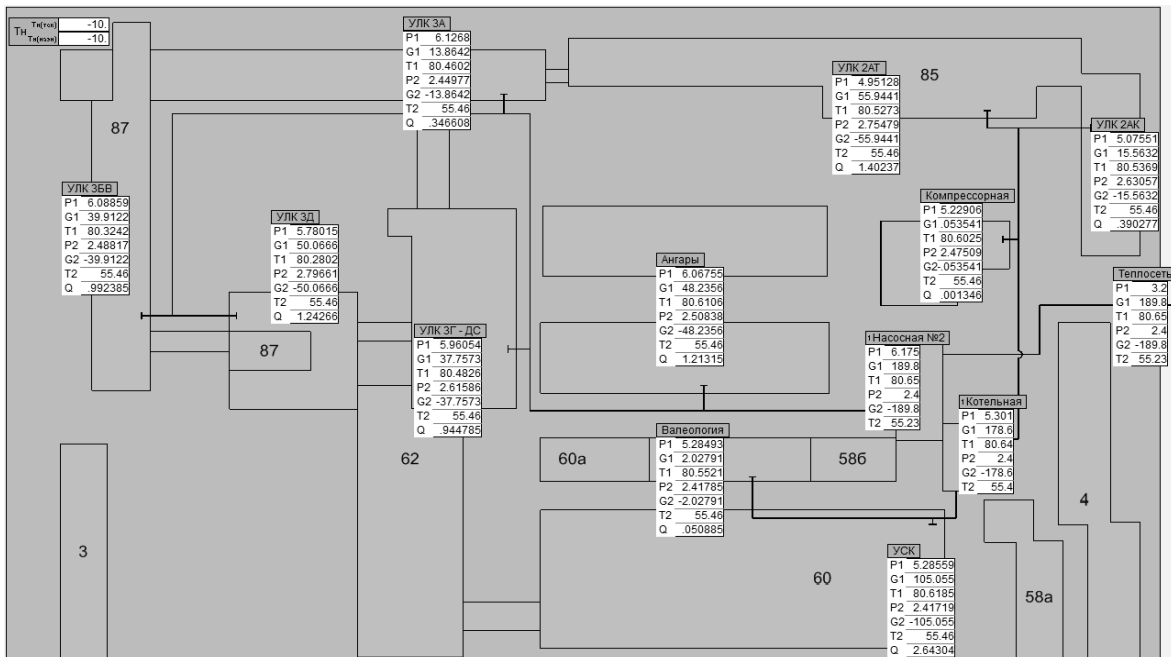 Тн Тн(тсв) -10.
Тн(нззн) -10.
УЛК 3А
P1 6.1268
G1 13.8642
T1 80.4602
P2 2.44977
G2 -13.8642
T2 55.46
Q .346608
УЛК 2АТ
P1 4.95128
G1 55.9441
T1 80.5273
P2 2.75479
G2 -55.9441
T2 55.46
Q 1.40237
85
87
УЛК 2АК
P1 5.07551
G1 15.5632
T1 80.5369
P2 2.63057
G2 -15.5632
T2 55.46
Q .390277
УЛК 3БВ
P1 6.08859
G1 39.9122
T1 80.3242
P2 2.48817
G2 -39.9122
T2 55.46
Q .992385
УЛК 3Д
P1 5.78015
G1 50.0666
T1 80.2802
P2 2.79661
G2 -50.0666
T2 55.46
Q 1.24266
Компрессорная
P1 5.22906
G1 .053541
T1 80.6025
P2 2.47509
G2 -.053541
T2 55.46
Q .001346
Ангары
P1 6.06755
G1 48.2356
T1 80.6106
P2 2.50838
G2 -48.2356
T2 55.46
Q 1.21315
Теплосеть
P1 3.2
G1 189.8
T1 80.65
P2 2.4
G2 -189.8
T2 55.23
УЛК 3Г - ДС
P1 5.96054
G1 37.7573
T1 80.4826
P2 2.61586
G2 -37.7573
T2 55.46
Q .944785
87
Насосная №2
P1 6.175
G1 189.8
T1 80.65
P2 2.4
G2 -189.8
T2 55.23
Котельная
P1 5.301
G1 178.6
T1 80.64
P2 2.4
G2 -178.6
T2 55.4
Валеология
P1 5.28493
G1 2.02791
T1 80.5521
P2 2.41785
G2 -2.02791
T2 55.46
Q .050885
62
60а
58б
4
3
60
УСК
P1 5.28559
G1 105.055
T1 80.6185
P2 2.41719
G2 -105.055
T2 55.46
Q 2.64304
58а